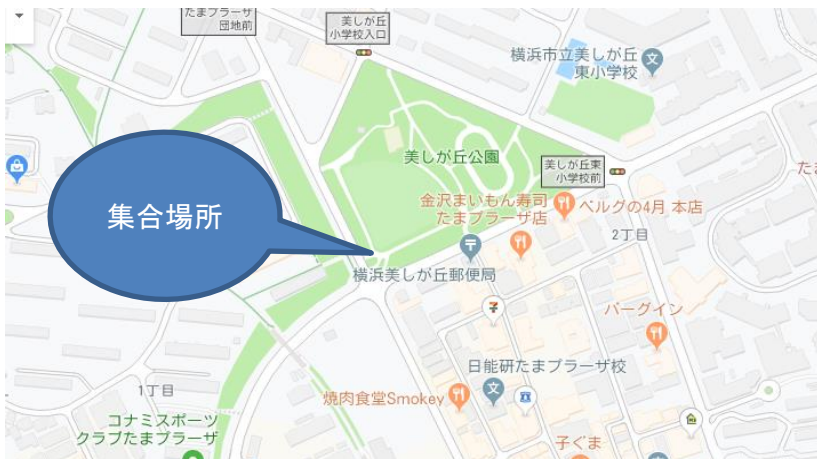 たまプラーザ
団地前
美しが丘
小学校入口
横浜市立美しが丘
東小学校
文
美しが丘公園
美しが丘東
小学校前
金沢まいもん寿司
たまプラーザ店
ベルグの4月 本店
集合場所
2丁目
〒
横浜美しが丘郵便局
バーグイン
日能研たまプラーザ校
文
1丁目
焼肉食堂Smokey
コナミスポーツ
クラブたまプラーザ
子ぐま